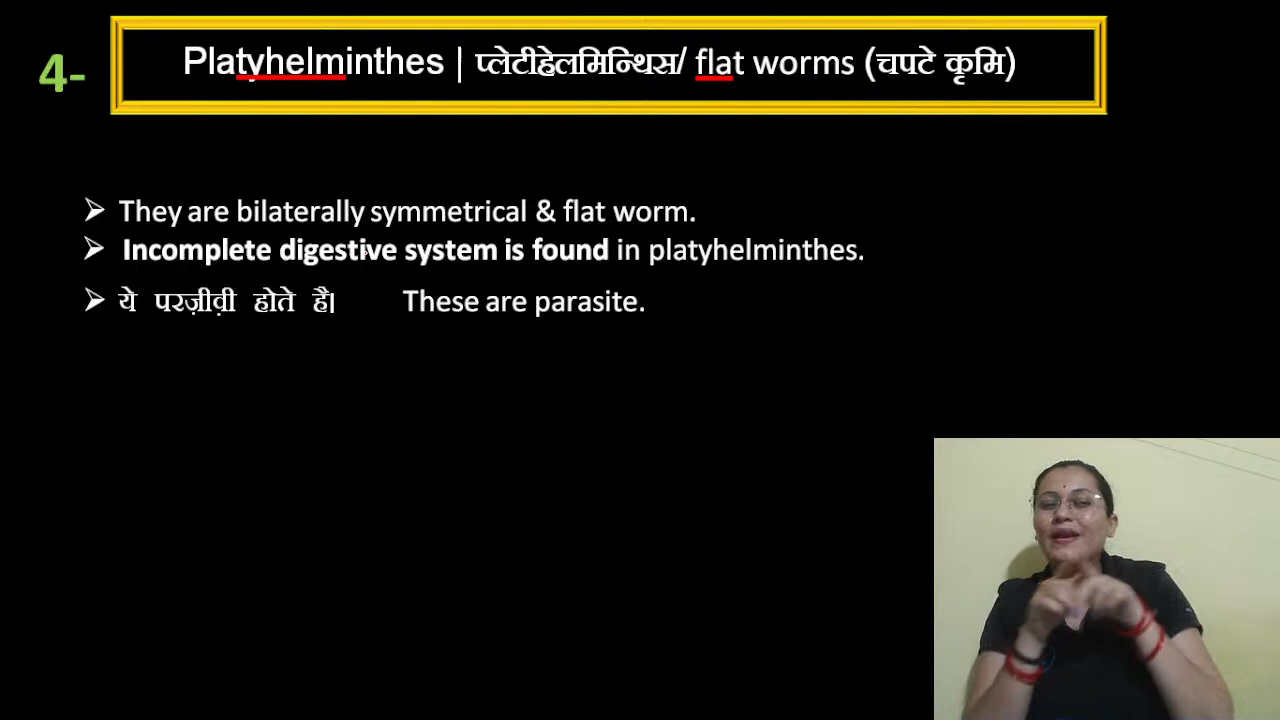 4-
Platyhelminthes | प्लेटीहेलमिन्थिस/ flat worms (चपटे कृमि)
➢ They are bilaterally symmetrical & flat worm.
➢ Incomplete digestive system is found in platyhelminthes.
➢ ये परज़ीव़ी होते है। These are parasite.